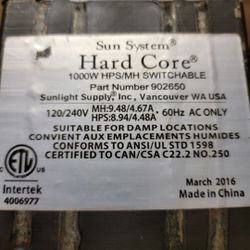 Sun System®
Hard Core®
1000W HPS/MH SWITCHABLE
Part Number 902650
Sunlight Supply,® Inc , Vancouver WA USA
120/240V MH:9.48/4.67A HPS:8.94/4.48A • 60Hz AC ONLY
SUITABLE FOR DAMP LOCATIONS
CONVIENT AUX EMPLACEMENTS HUMIDES
CONFORMS TO ANSI/UL STD 1598
CERTIFIED TO CAN/CSA C22.2 NO.250
ETL
Intertek
4006977
March 2016
Made in China